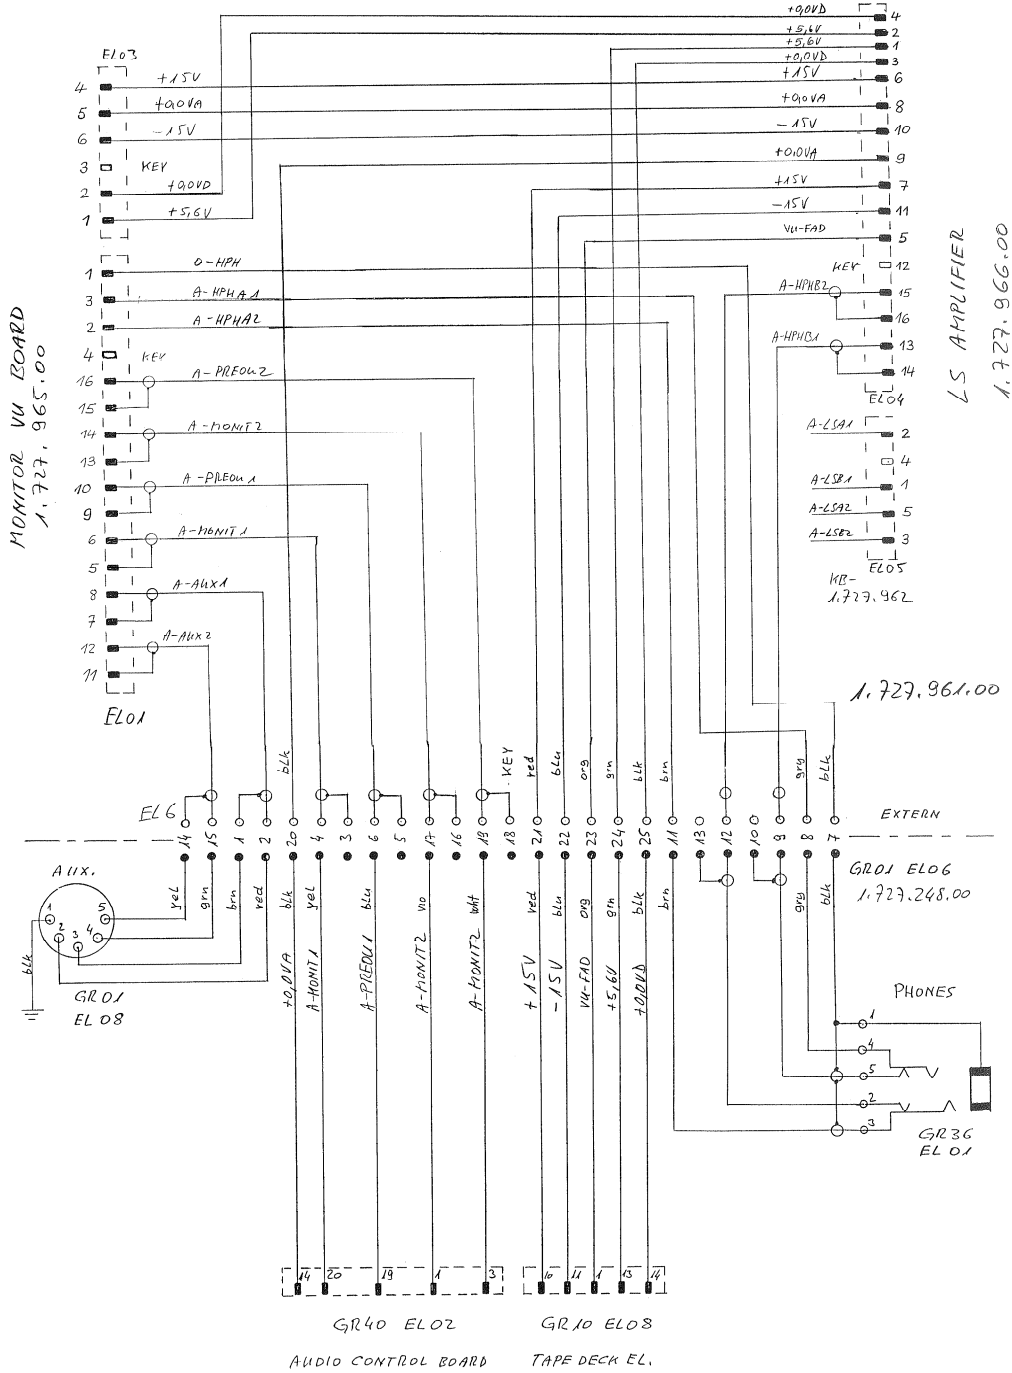 +0,0VD 4
+5,6V 2
+5,6V 1
+0,0VD 3
+15V 6
+0,0VA 8
-15V 10
+0,0VA 9
+15V 7
-15V 11
VU-FAD 5
KEY 12
A-HPHB2 15
16
A-HPHB1 13
14
EL04
A-LSA1 2
4
A-LSB1 1
A-LSA2 5
A-LSB2 3
EL05
KB-
1.727.962
LS AMPLIFIER
1.727.966.00
EL03
4 +15V
5 +0,0VA
6 -15V
3 KEY
2 +0,0VD
1 +5,6V
1 0-HPH
3 A-HPHA1
2 A-HPHA2
4 KEY
16 A-PREOU2
15
14 A-MONIT2
13
10 A-PREOU1
9
6 A-MONIT1
5
8 A-AUX1
7
12 A-AUX2
11
EL01
MONITOR VU BOARD
1.727.965.00
1.727.961.00
blk KEY red blu org grn blk brn gry blk
EL6 EXTERN
14 15 1 2 20 4 3 6 5 17 16 19 18 21 22 23 24 25 11 13 12 10 9 8 7
GR01 EL06
1.727.248.00
yel grn brn red blk yel blu vio wht red blu org grn blk brn gry blk
AUX.
1 2 3 4 5
blk
GR01
EL08
+0,0VA A-MONIT1 A-PREOU1 A-MONIT2 A-MONIT2 +15V -15V VU-FAD +5,6V +0,0VD
PHONES
1
4
5
2
3
GR36
EL01
14 20 19 1 3 10 11 1 13 14
GR40 EL02 GR10 EL08
AUDIO CONTROL BOARD TAPE DECK EL.